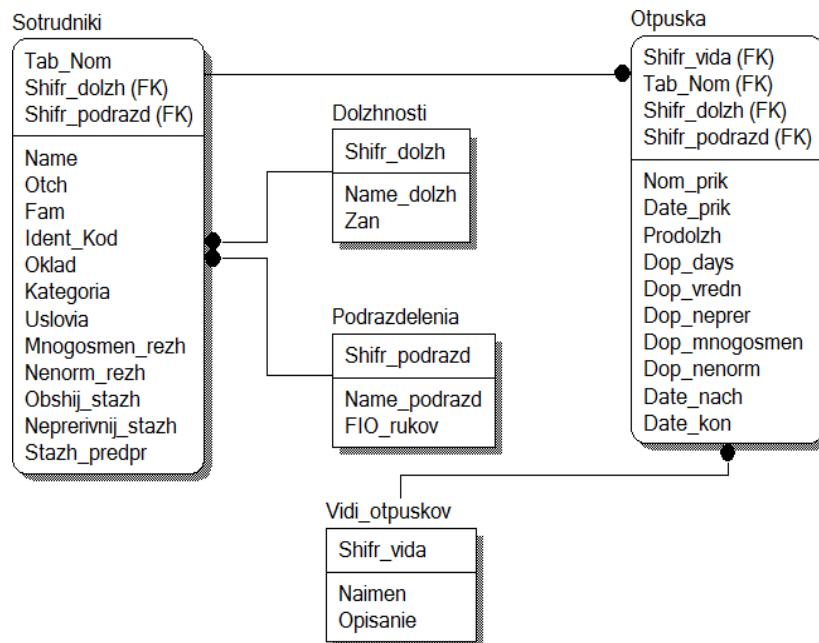 Sotrudniki
Tab_Nom
Shifr_dolzh (FK)
Shifr_podrazd (FK)
Name
Otch
Fam
Ident_Kod
Oklad
Kategoria
Uslovia
Mnogosmen_rezh
Nenorm_rezh
Obshij_stazh
Neprerivnij_stazh
Stazh_predpr
Dolzhnosti
Shifr_dolzh
Name_dolzh
Zan
Podrazdelenia
Shifr_podrazd
Name_podrazd
FIO_rukov
Vidi_otpuskov
Shifr_vida
Naimen
Opisanie
Otpuska
Shifr_vida (FK)
Tab_Nom (FK)
Shifr_dolzh (FK)
Shifr_podrazd (FK)
Nom_prik
Date_prik
Prodolzh
Dop_days
Dop_vredn
Dop_neprer
Dop_mnogosmen
Dop_nenorm
Date_nach
Date_kon